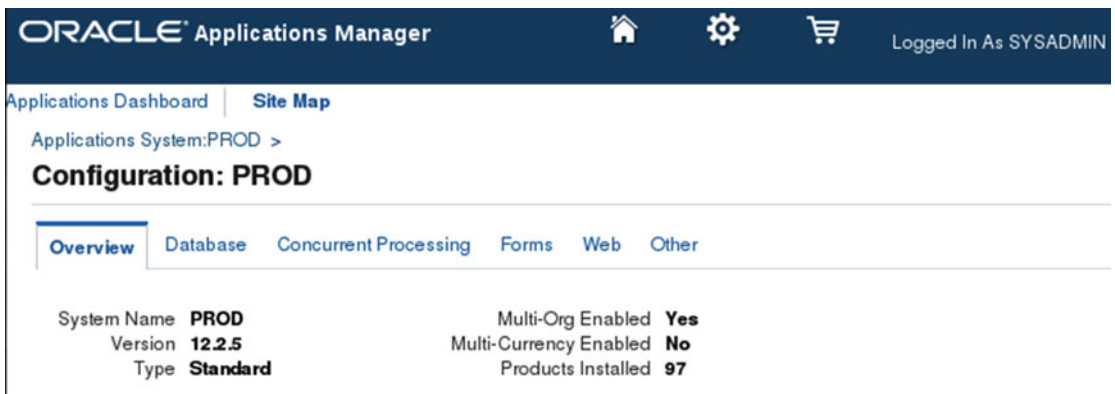 ORACLE Applications Manager
Logged In As SYSADMIN
Applications Dashboard Site Map
Applications System:PROD >
Configuration: PROD
Overview Database Concurrent Processing Forms Web Other
System Name PROD Multi-Org Enabled Yes
Version 12.2.5 Multi-Currency Enabled No
Type Standard Products Installed 97